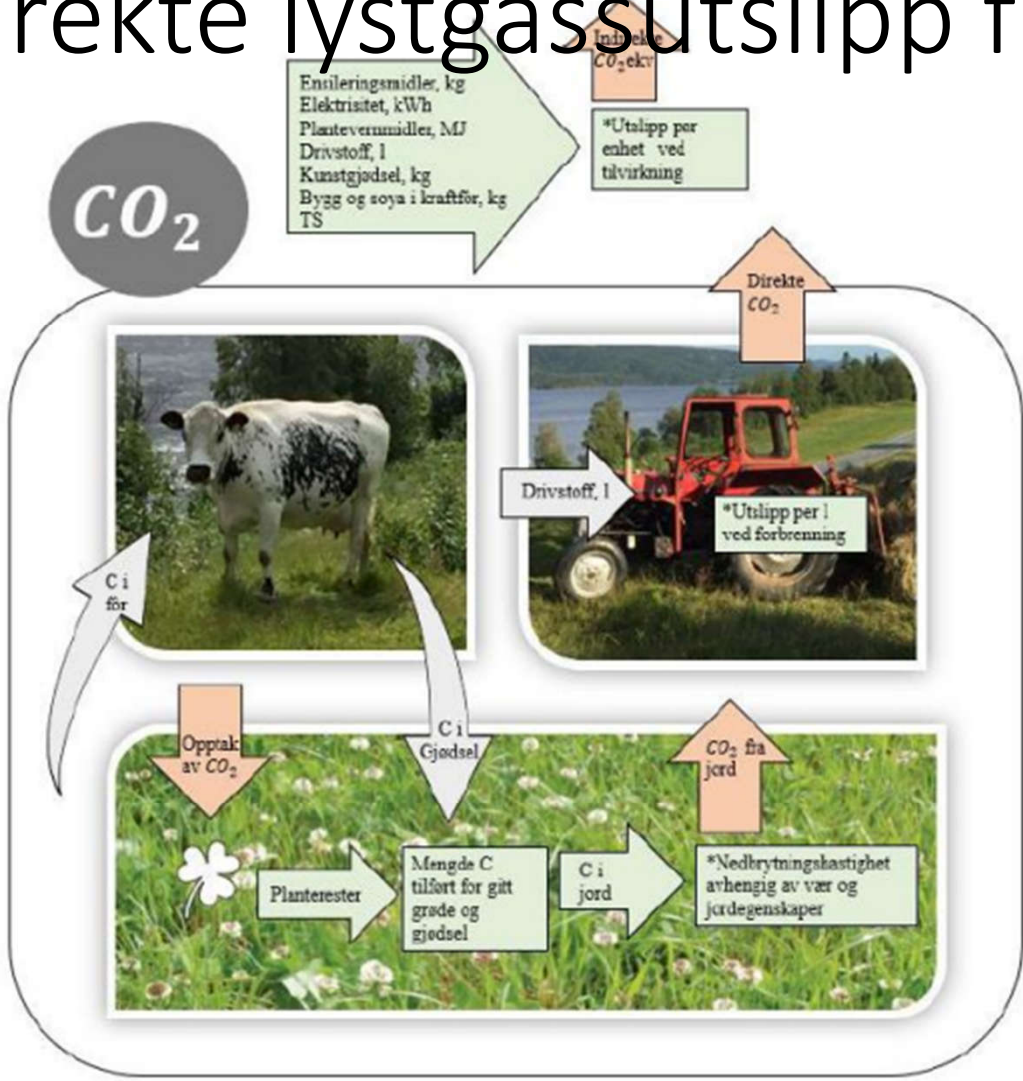 rekte lystgassutslipp f
Indirekte
CO₂ekv
Ensileringsmidler, kg
Elektrisitet, kWh
Plantevernmidler, MJ
Drivstoff, l
Kunstgjødsel, kg
Bygg og soya i kraftfôr, kg
TS
*Utslipp per
enhet ved
tilvirkning
CO₂
Direkte
CO₂
Drivstoff, l
*Utslipp per l
ved forbrenning
C i
fôr
Opptak
av CO₂
C i
Gjødsel
CO₂ fra
jord
Planterester
Mengde C
tilført for gitt
grøde og
gjødsel
C i
jord
*Nedbrytningshastighet
avhengig av vær og
jordegenskaper